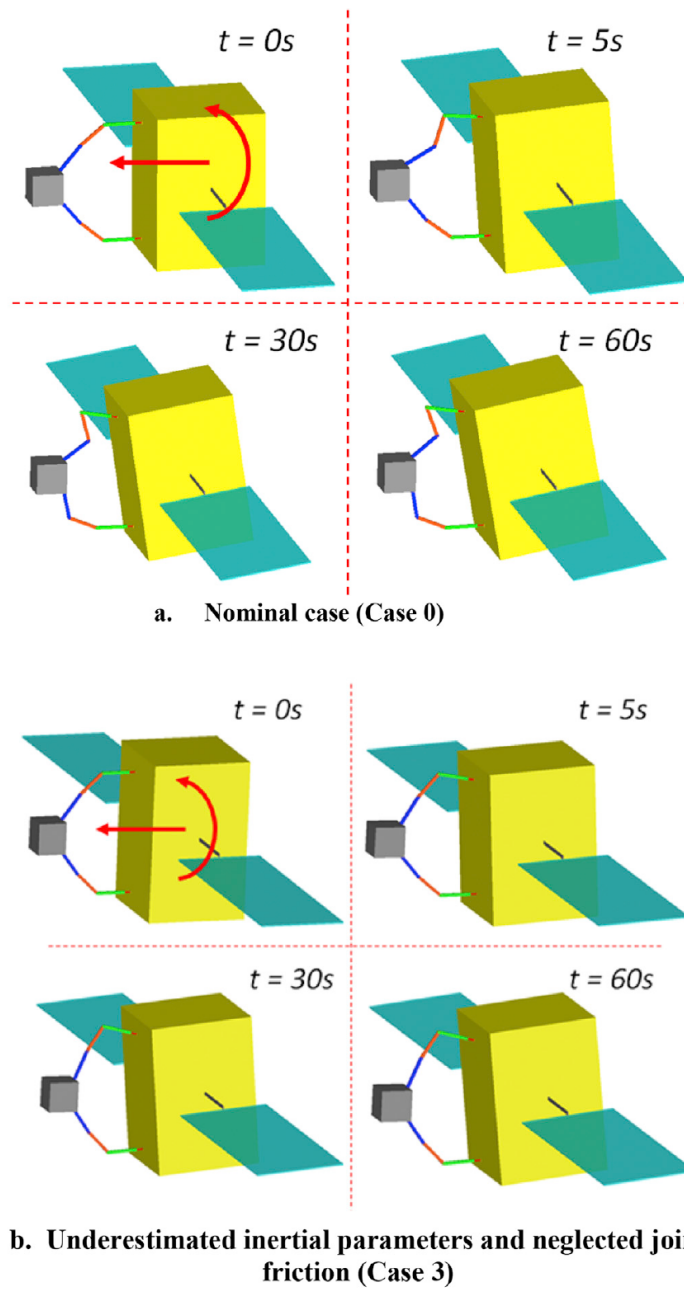 t = 0s
t = 5s
t = 30s
t = 60s
a. Nominal case (Case 0)
t = 0s
t = 5s
t = 30s
t = 60s
b. Underestimated inertial parameters and neglected join
friction (Case 3)